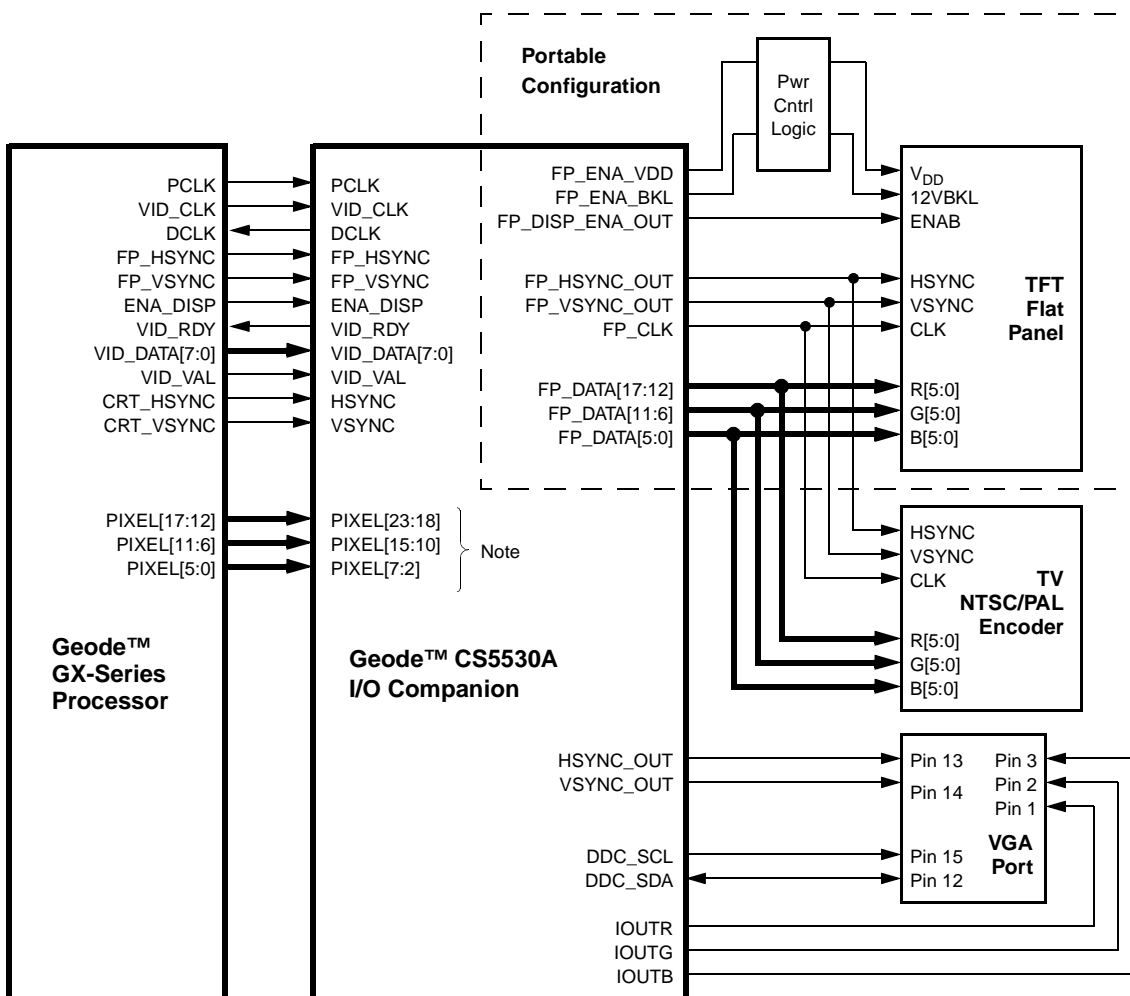 Portable
Configuration
Pwr
Cntrl
Logic
PCLK
VID_CLK
DCLK
FP_HSYNC
FP_VSYNC
ENA_DISP
VID_RDY
VID_DATA[7:0]
VID_VAL
CRT_HSYNC
CRT_VSYNC
PIXEL[17:12]
PIXEL[11:6]
PIXEL[5:0]
Geode™
GX-Series
Processor
PCLK
VID_CLK
DCLK
FP_HSYNC
FP_VSYNC
ENA_DISP
VID_RDY
VID_DATA[7:0]
VID_VAL
HSYNC
VSYNC
PIXEL[23:18]
PIXEL[15:10]
PIXEL[7:2]
Note
Geode™ CS5530A
I/O Companion
FP_ENA_VDD
FP_ENA_BKL
FP_DISP_ENA_OUT
FP_HSYNC_OUT
FP_VSYNC_OUT
FP_CLK
FP_DATA[17:12]
FP_DATA[11:6]
FP_DATA[5:0]
HSYNC_OUT
VSYNC_OUT
DDC_SCL
DDC_SDA
IOUTR
IOUTG
IOUTB
VDD
12VBKL
ENAB
HSYNC
VSYNC
CLK
R[5:0]
G[5:0]
B[5:0]
TFT
Flat
Panel
HSYNC
VSYNC
CLK
R[5:0]
G[5:0]
B[5:0]
TV
NTSC/PAL
Encoder
Pin 13
Pin 14
Pin 15
Pin 12
Pin 3
Pin 2
Pin 1
VGA
Port